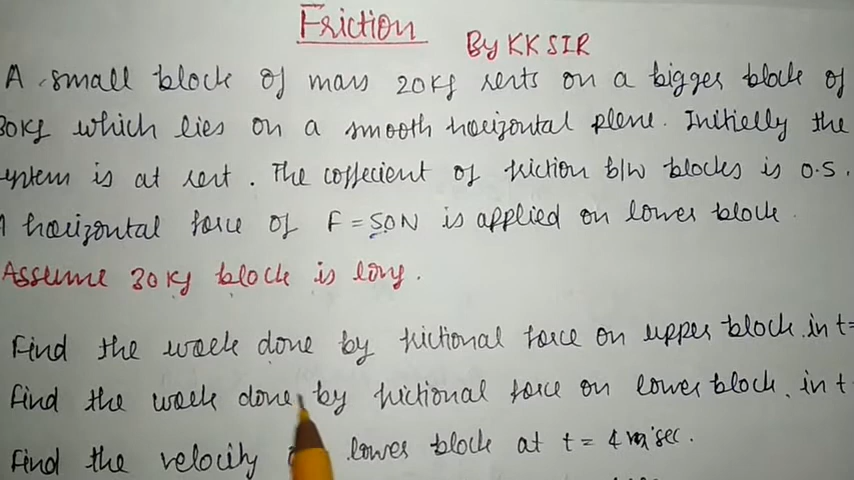 Friction
By KK SIR
A small block of mass 20Kg rests on a bigger block of
30Kg which lies on a smooth horizontal plane. Initielly the
system is at rest. The coffecient of friction b/w blocks is 0.5.
A horizontal force of F = 50N is applied on lower block.
Assume 30Kg block is long.
Find the work done by frictional force on upper block. in t=
Find the work done by frictional force on lower block. in t
Find the velocity lower block at t = 4 sec.